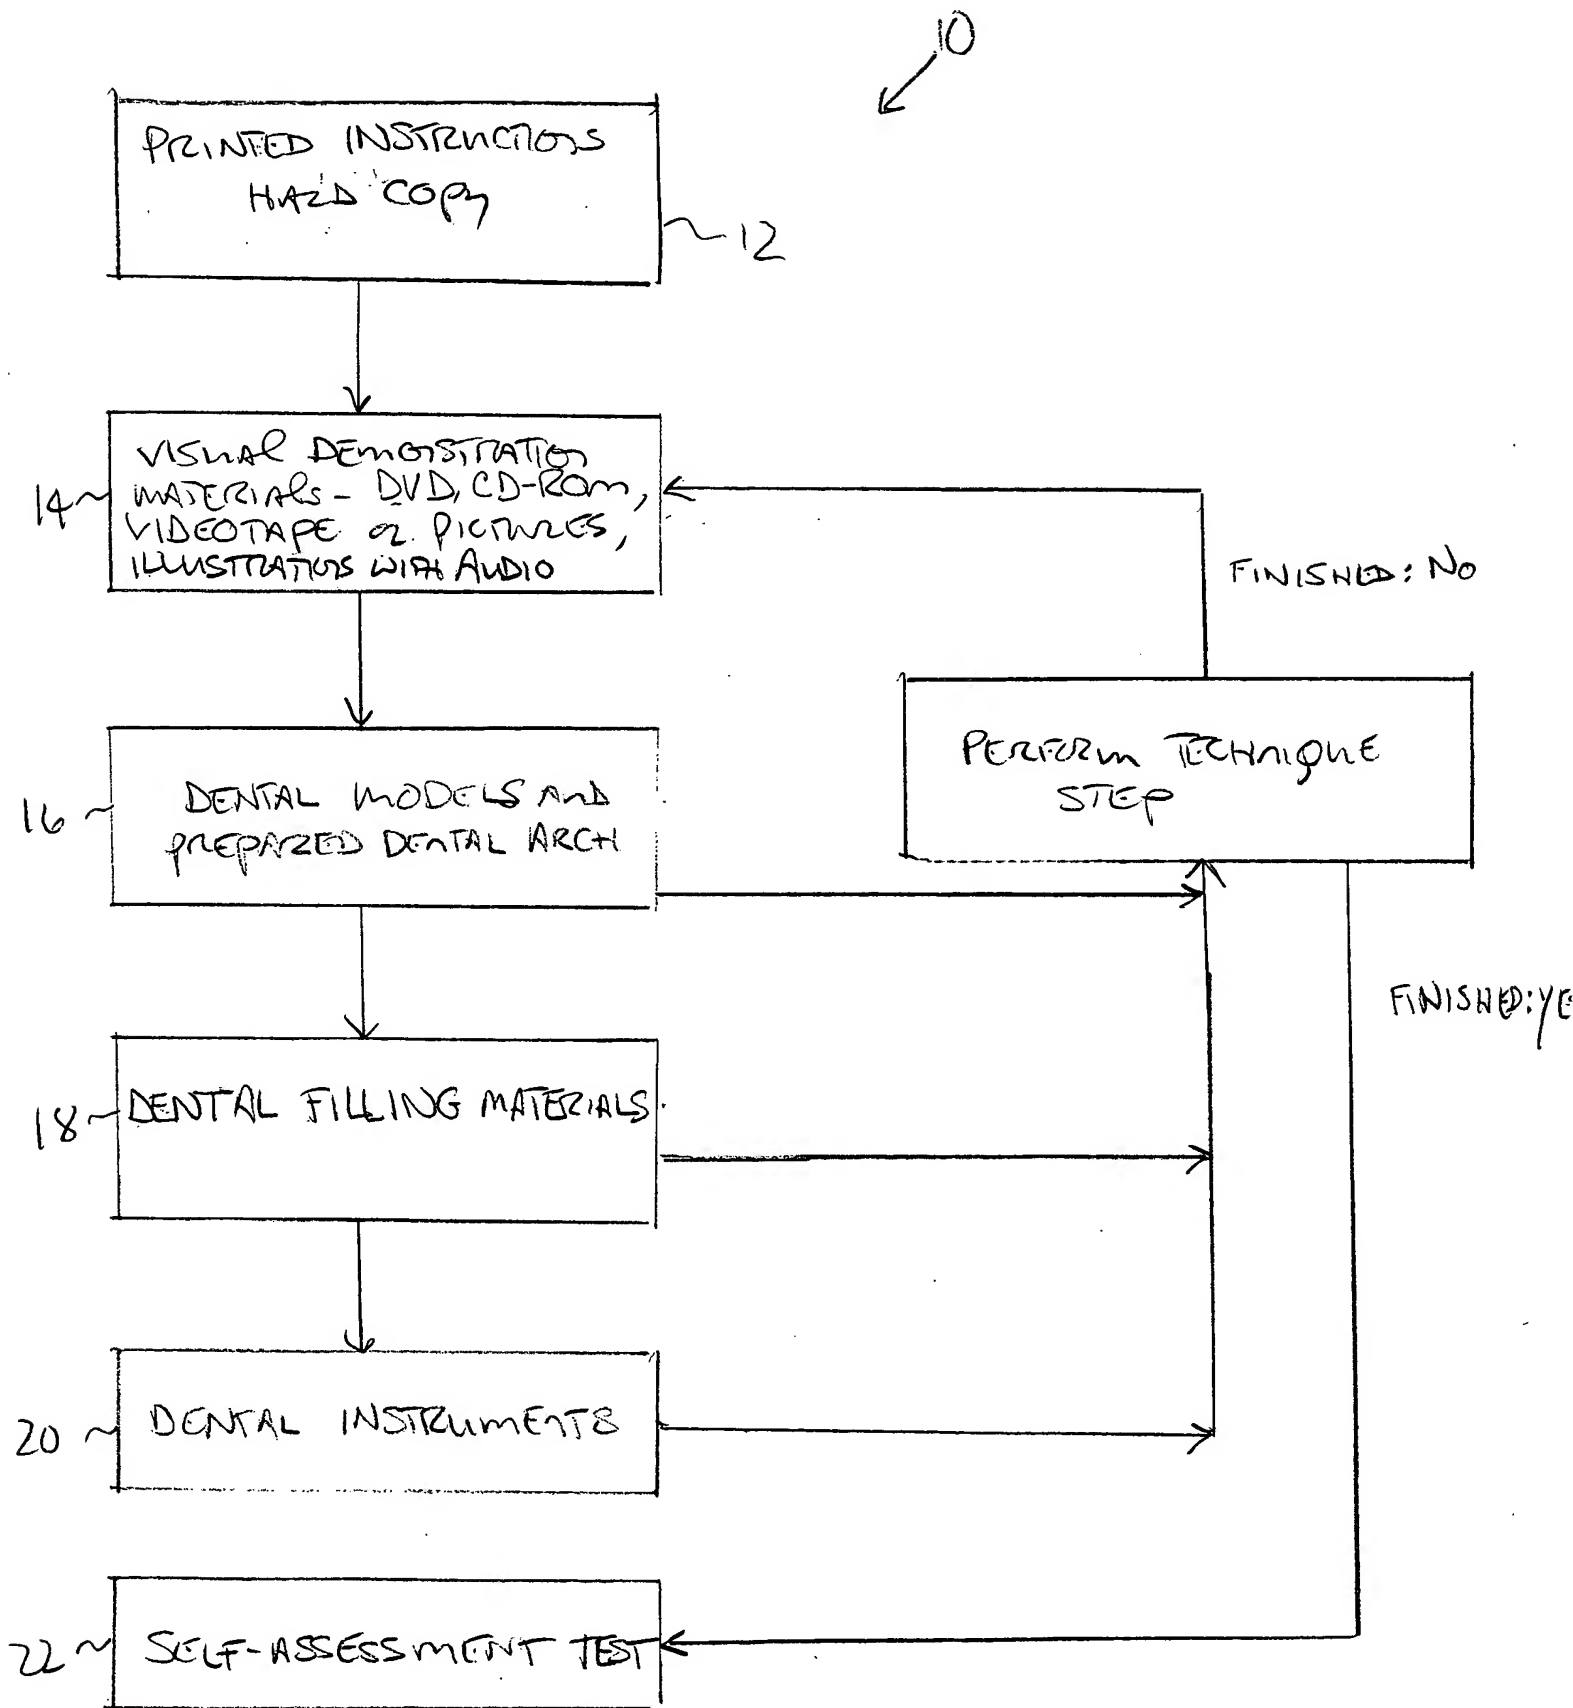 10
PRINTED INSTRUCTIONS
HARD COPY
12
VISUAL DEMONSTRATION
MATERIALS - DVD, CD-ROM,
VIDEOTAPE OR PICTURES,
ILLUSTRATIONS WITH AUDIO
14
FINISHED: NO
PERFORM TECHNIQUE
STEP
DENTAL MODELS AND
PREPARED DENTAL ARCH
16
FINISHED: YE
DENTAL FILLING MATERIALS
18
DENTAL INSTRUMENTS
20
SELF-ASSESSMENT TEST
22